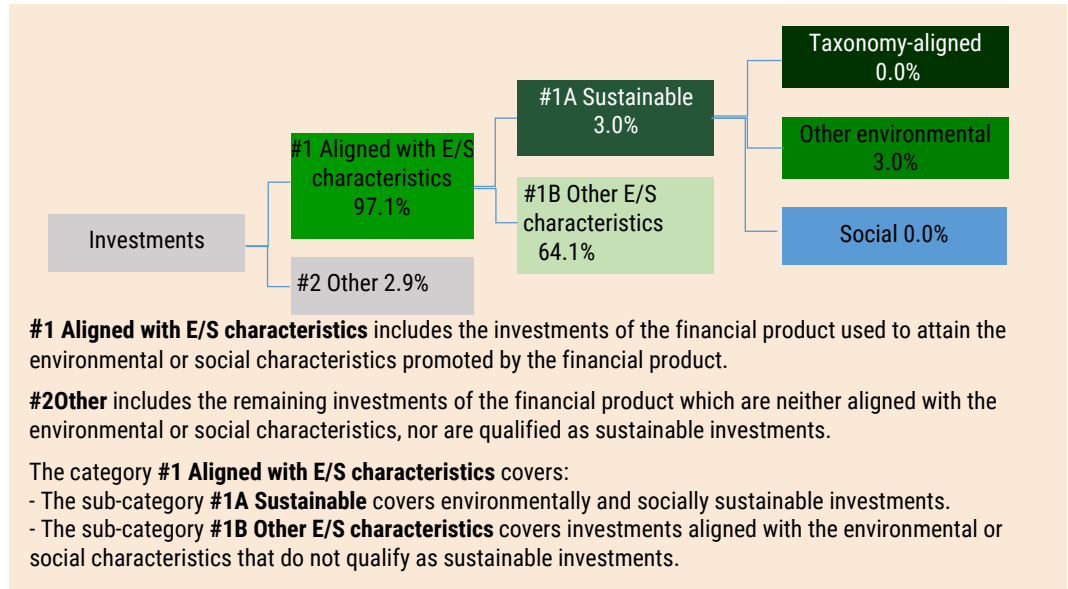 Taxonomy-aligned
0.0%
#1A Sustainable
3.0%
Other environmental
3.0%
#1 Aligned with E/S
characteristics
97.1%
#1B Other E/S
characteristics
64.1%
Investments
Social 0.0%
#2 Other 2.9%
#1 Aligned with E/S characteristics includes the investments of the financial product used to attain the
environmental or social characteristics promoted by the financial product.
#2Other includes the remaining investments of the financial product which are neither aligned with the
environmental or social characteristics, nor are qualified as sustainable investments.
The category #1 Aligned with E/S characteristics covers:
- The sub-category #1A Sustainable covers environmentally and socially sustainable investments.
- The sub-category #1B Other E/S characteristics covers investments aligned with the environmental or
social characteristics that do not qualify as sustainable investments.